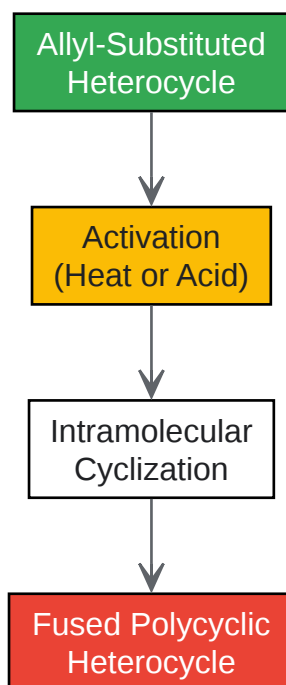 Allyl-Substituted
Heterocycle
Activation
(Heat or Acid)
Intramolecular
Cyclization
Fused Polycyclic
Heterocycle